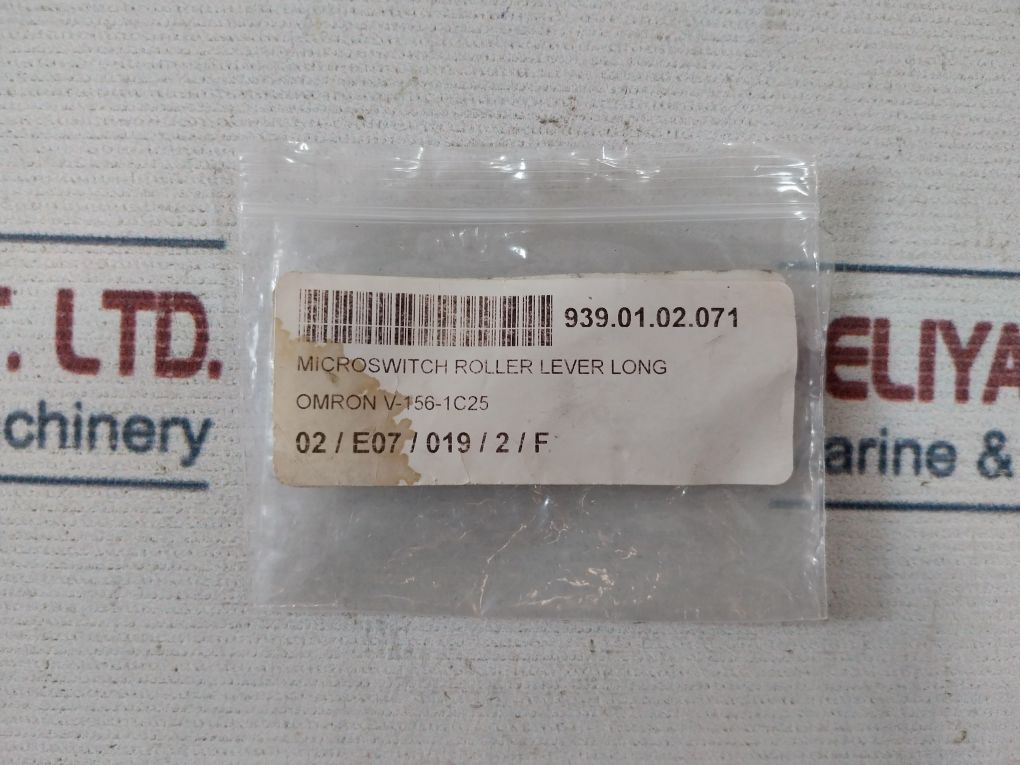 939.01.02.071
MICROSWITCH ROLLER LEVER LONG
OMRON V-156-1C25
02 / E07 / 019 / 2 / F
T. LTD.
chinery
ELIYA
arine &